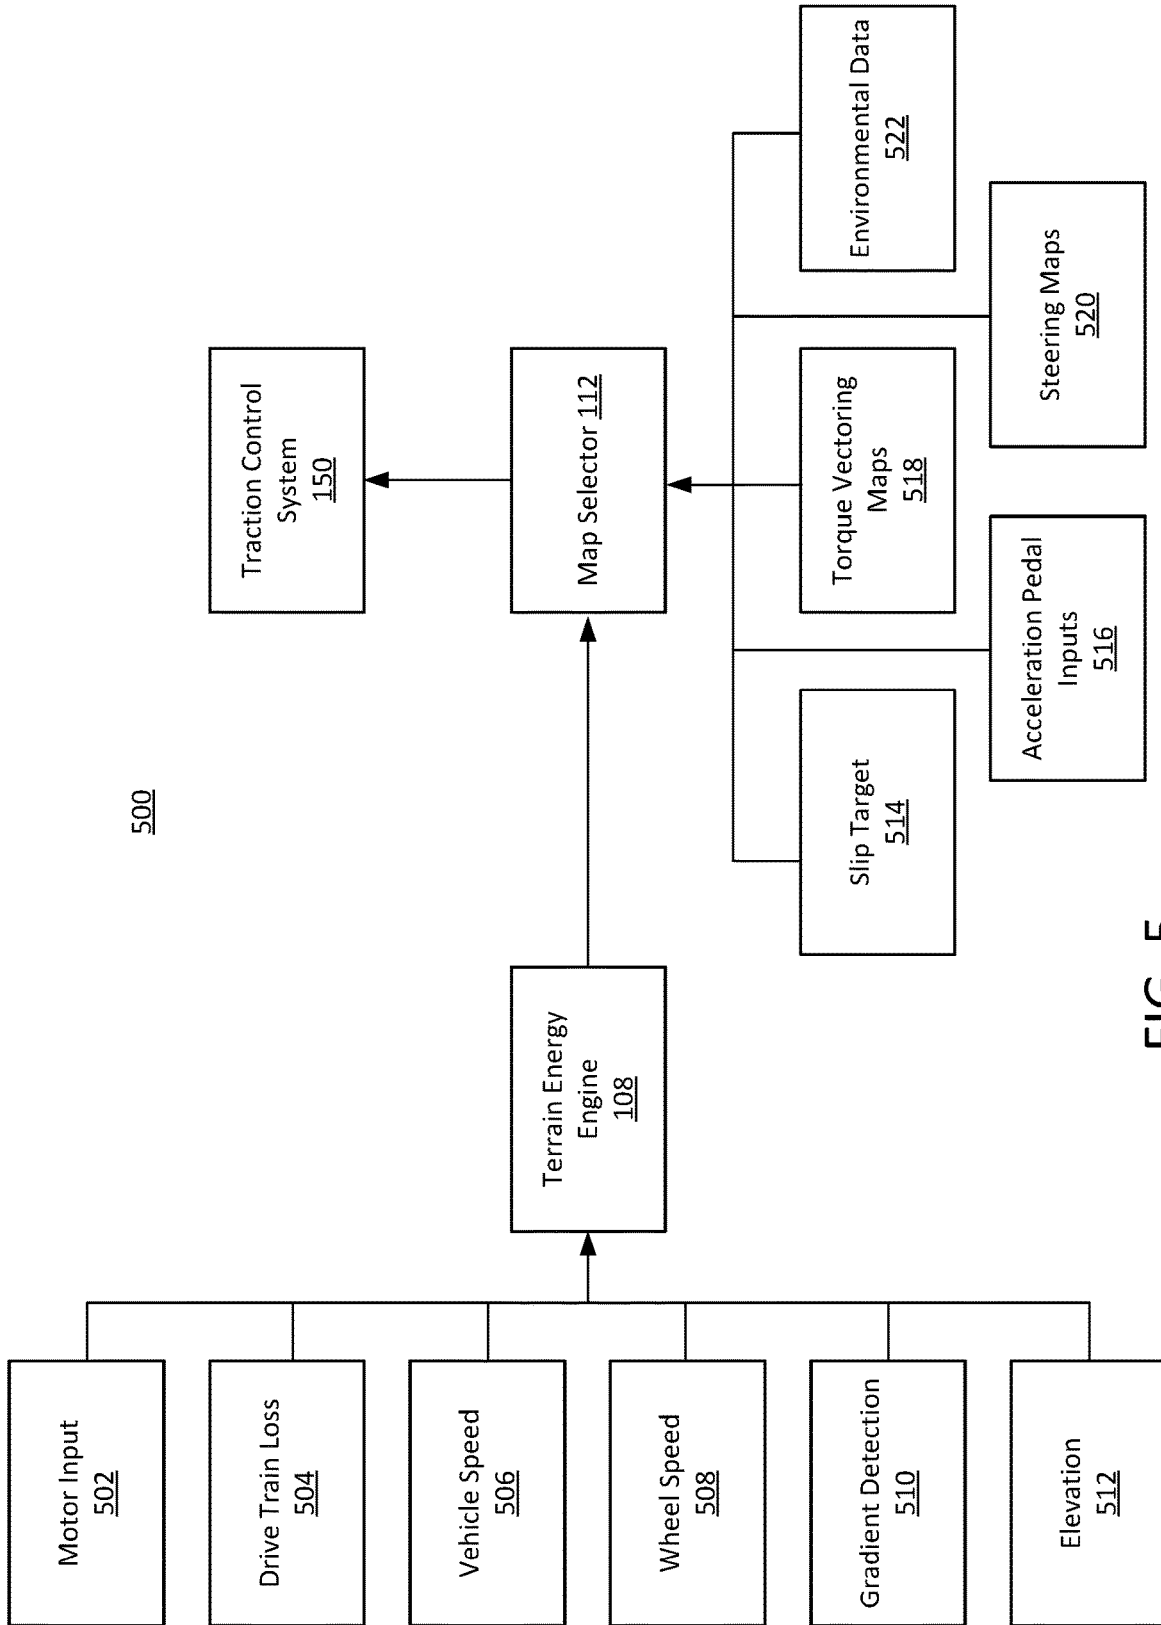 500
Motor Input
502
Drive Train Loss
504
Vehicle Speed
506
Wheel Speed
508
Gradient Detection
510
Elevation
512
Terrain Energy
Engine
108
Map Selector 112
Traction Control
System
150
Slip Target
514
Acceleration Pedal
Inputs
516
Torque Vectoring
Maps
518
Steering Maps
520
Environmental Data
522
FIG. 5